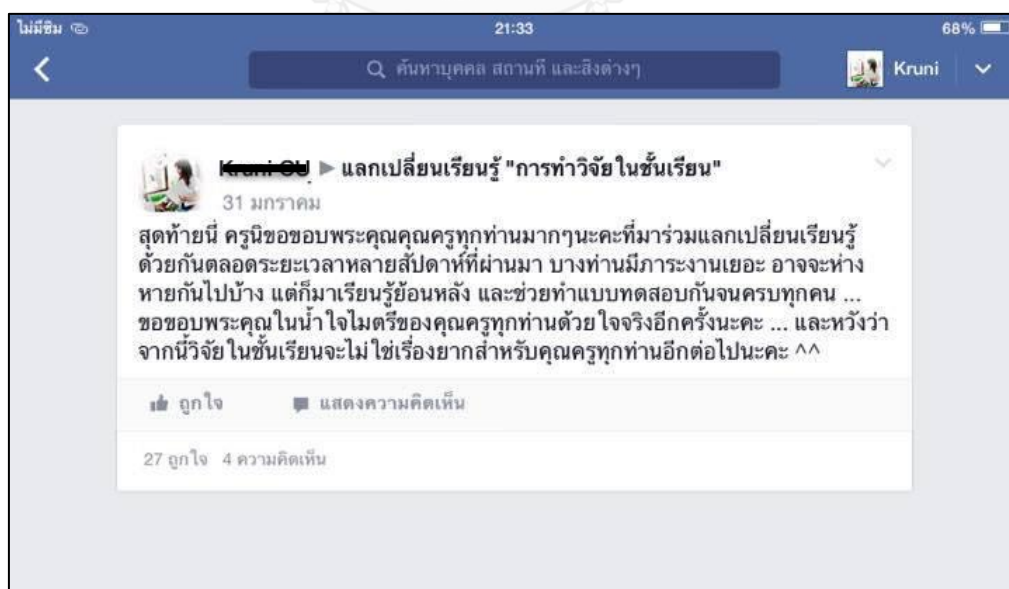 ไม่มีซิม 21:33 68%
ค้นหาบุคคล สถานที่ และสิ่งต่างๆ Kruni
▶ แลกเปลี่ยนเรียนรู้ "การทำวิจัยในชั้นเรียน"
31 มกราคม
สุดท้ายนี้ ครูนิขอขอบพระคุณคุณครูทุกท่านมากๆนะคะที่มาร่วมแลกเปลี่ยนเรียนรู้
ด้วยกันตลอดระยะเวลาหลายสัปดาห์ที่ผ่านมา บางท่านมีภาระงานเยอะ อาจจะห่าง
หายกันไปบ้าง แต่ก็มาเรียนรู้ย้อนหลัง และช่วยทำแบบทดสอบกันจนครบทุกคน ...
ขอขอบพระคุณในน้ำใจไมตรีของคุณครูทุกท่านด้วยใจจริงอีกครั้งนะคะ ... และหวังว่า
จากนี้วิจัยในชั้นเรียนจะไม่ใช่เรื่องยากสำหรับคุณครูทุกท่านอีกต่อไปนะคะ ^^
ถูกใจ แสดงความคิดเห็น
27 ถูกใจ 4 ความคิดเห็น